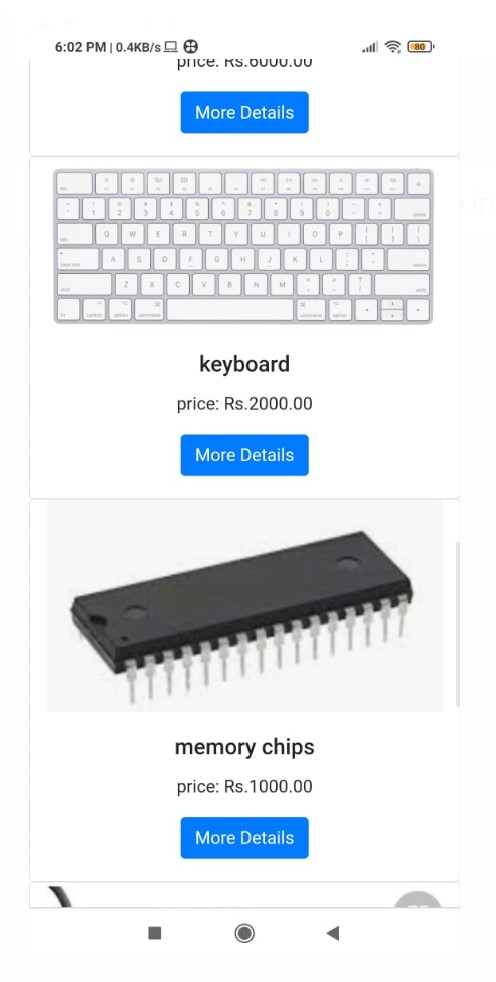 6:02 PM | 0.4KB/s
80
price: Rs.6000.00
More Details
Q W E R T Y U I O P
A S D F G H J K L
Z X C V B N M
keyboard
price: Rs.2000.00
More Details
memory chips
price: Rs.1000.00
More Details